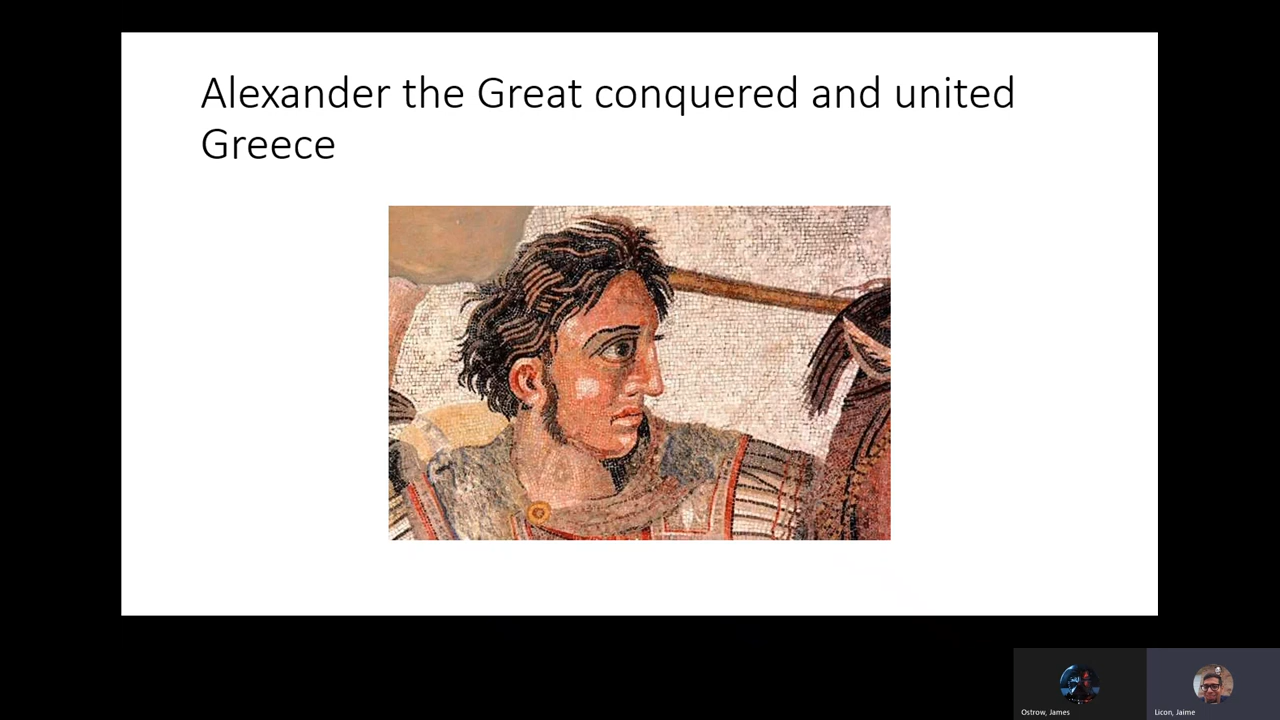 Alexander the Great conquered and united
Greece
Ostrow, James
Licon, Jaime